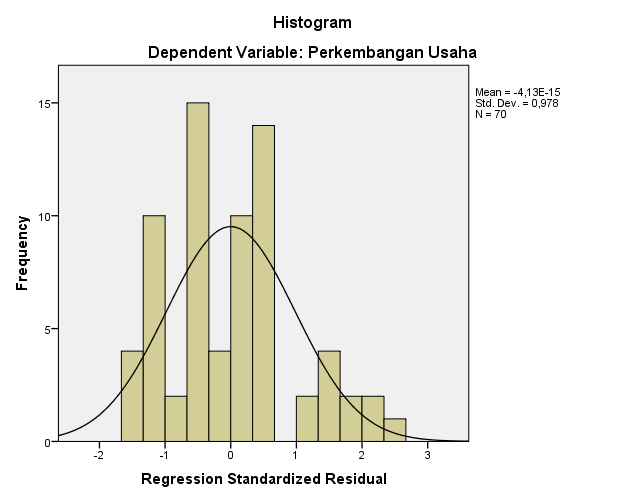 Histogram
Dependent Variable: Perkembangan Usaha
Mean = -4,13E-15
Std. Dev. = 0,978
N = 70
Frequency
15
10
5
0
-2
-1
0
1
2
3
Regression Standardized Residual